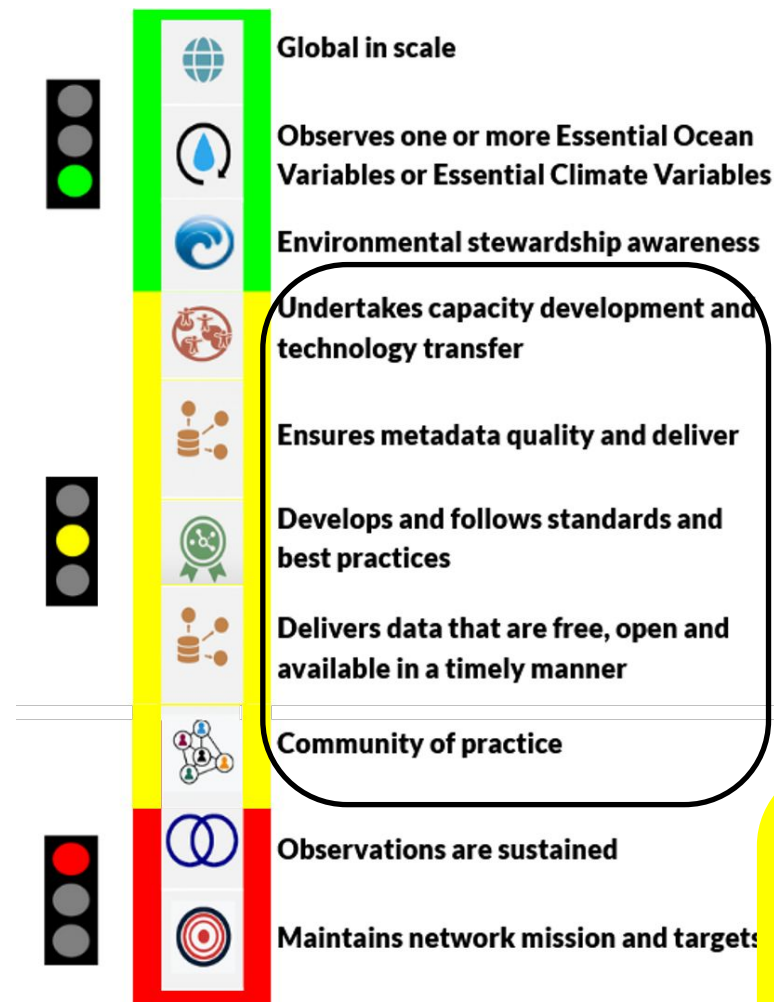 Global in scale
Observes one or more Essential Ocean
Variables or Essential Climate Variables
Environmental stewardship awareness
Undertakes capacity development and
technology transfer
Ensures metadata quality and deliver
Develops and follows standards and
best practices
Delivers data that are free, open and
available in a timely manner
Community of practice
Observations are sustained
Maintains network mission and targets